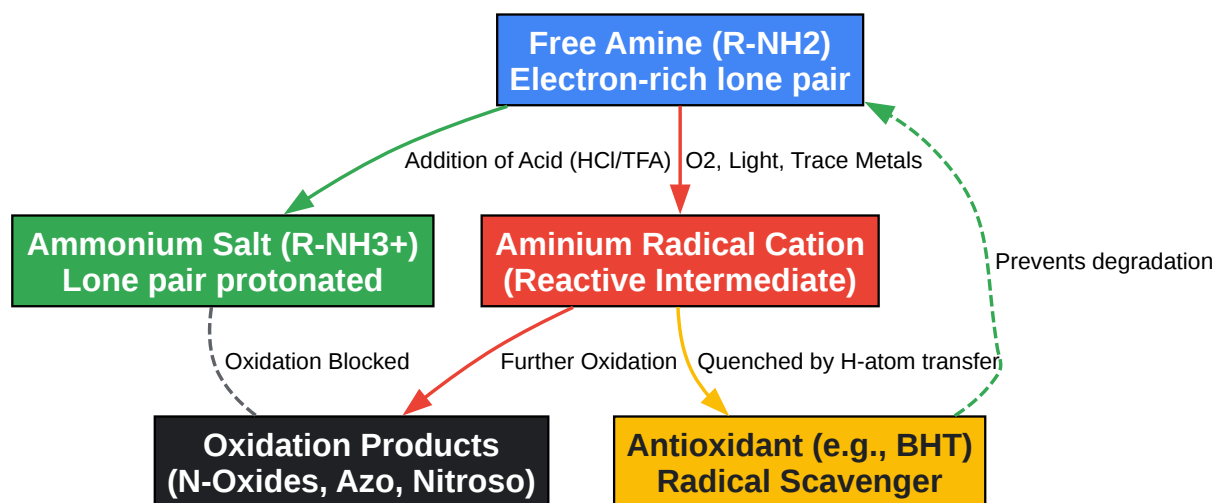 Free Amine (R-NH2)
Electron-rich lone pair
Addition of Acid (HCl/TFA)
O2, Light, Trace Metals
Ammonium Salt (R-NH3+)
Lone pair protonated
Aminium Radical Cation
(Reactive Intermediate)
Prevents degradation
Oxidation Blocked
Further Oxidation
Quenched by H-atom transfer
Oxidation Products
(N-Oxides, Azo, Nitroso)
Antioxidant (e.g., BHT)
Radical Scavenger